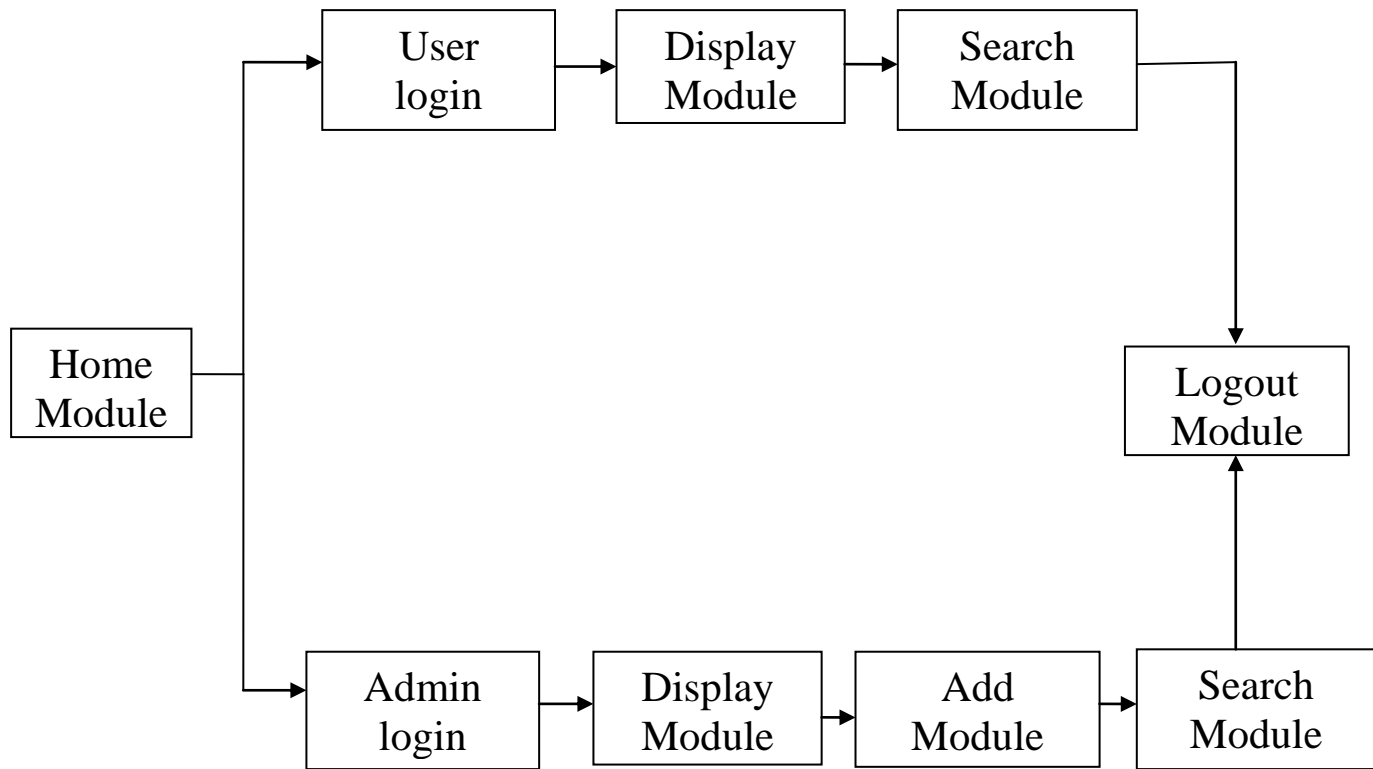 User
login
Display
Module
Search
Module
Home
Module
Logout
Module
Admin
login
Display
Module
Add
Module
Search
Module